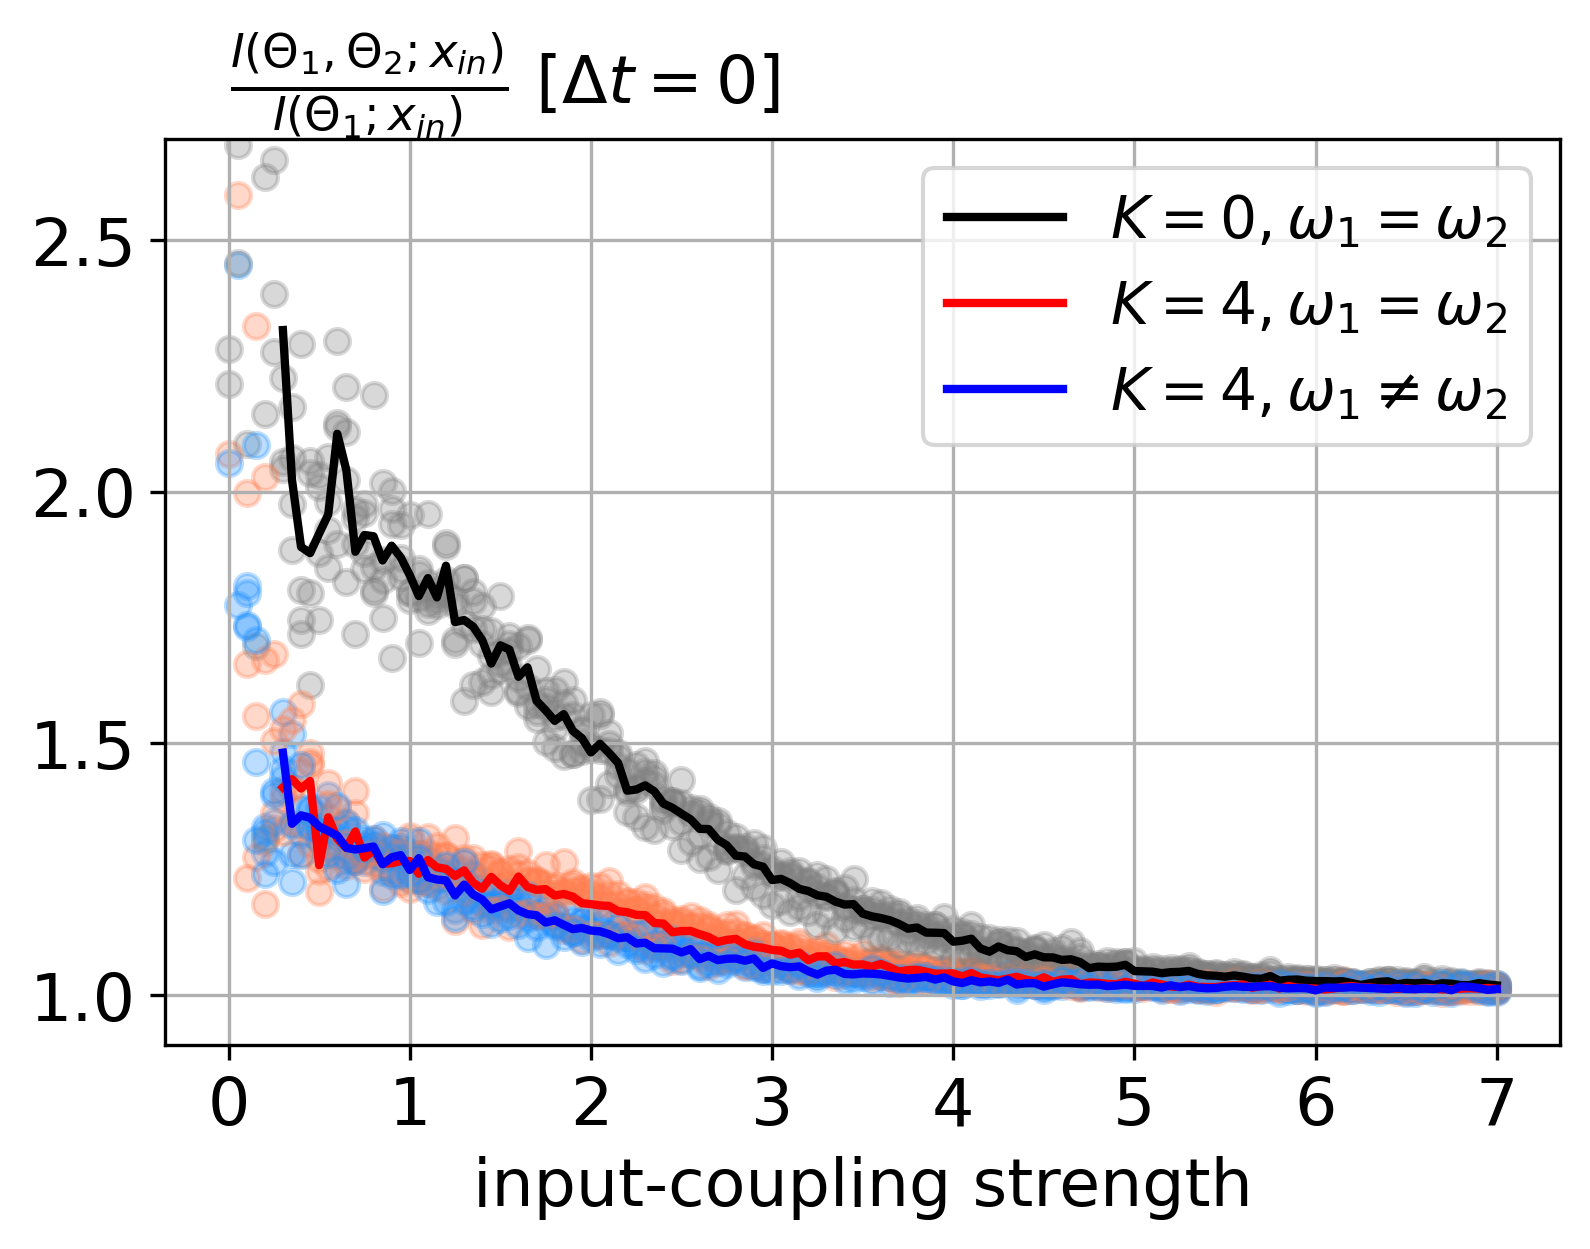 I(Θ₁, Θ₂; xᵢₙ) / I(Θ₁; xᵢₙ) [Δt = 0]
2.5
2.0
1.5
1.0
K = 0, ω₁ = ω₂
K = 4, ω₁ = ω₂
K = 4, ω₁ ≠ ω₂
0 1 2 3 4 5 6 7
input-coupling strength